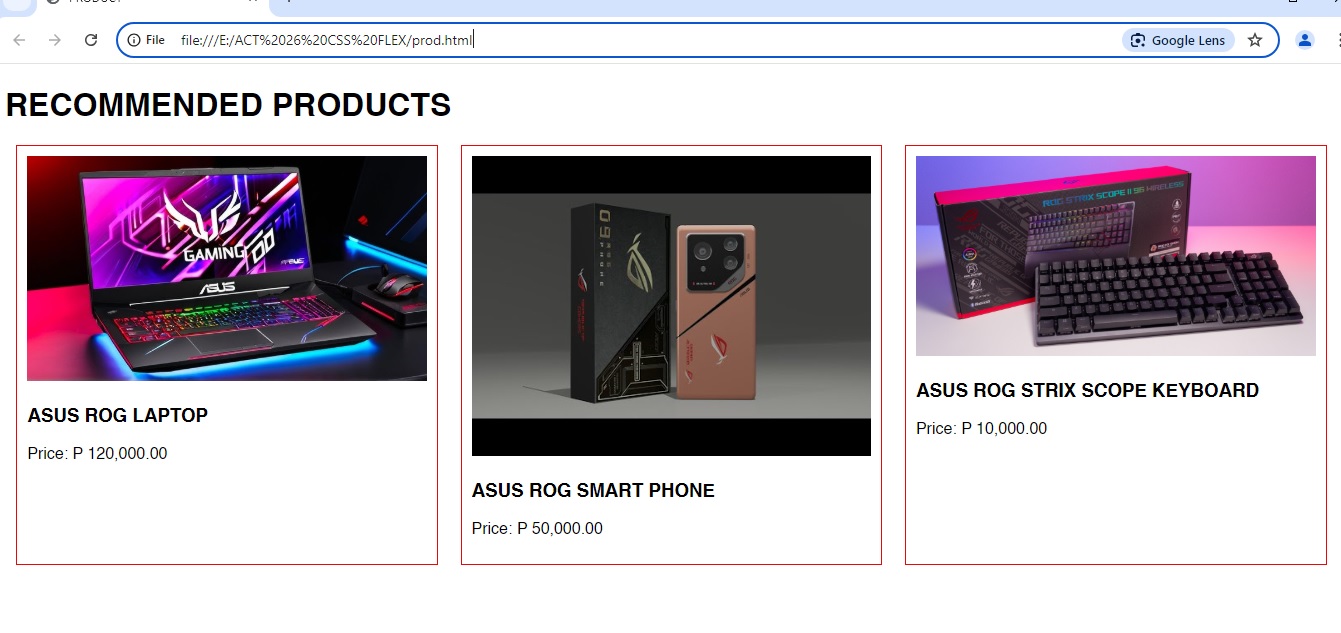 PRODUCT
File file:///E:/ACT%2026%20CSS%20FLEX/prod.html Google Lens
RECOMMENDED PRODUCTS
GAMING
ASUS
ROG STRIX SCOPE II 96 WIRELESS
ASUS ROG LAPTOP
Price: P 120,000.00
ASUS ROG SMART PHONE
Price: P 50,000.00
ASUS ROG STRIX SCOPE KEYBOARD
Price: P 10,000.00